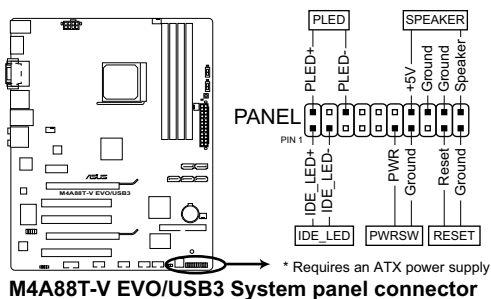 PLED
SPEAKER
PLED+
PLED-
+5V
Ground
Ground
Speaker
PANEL
PIN 1
IDE_LED+
IDE_LED-
PWR
Ground
Reset
Ground
IDE_LED
PWRSW
RESET
ASUS
M4A88T-V EVO/USB3
* Requires an ATX power supply
M4A88T-V EVO/USB3 System panel connector